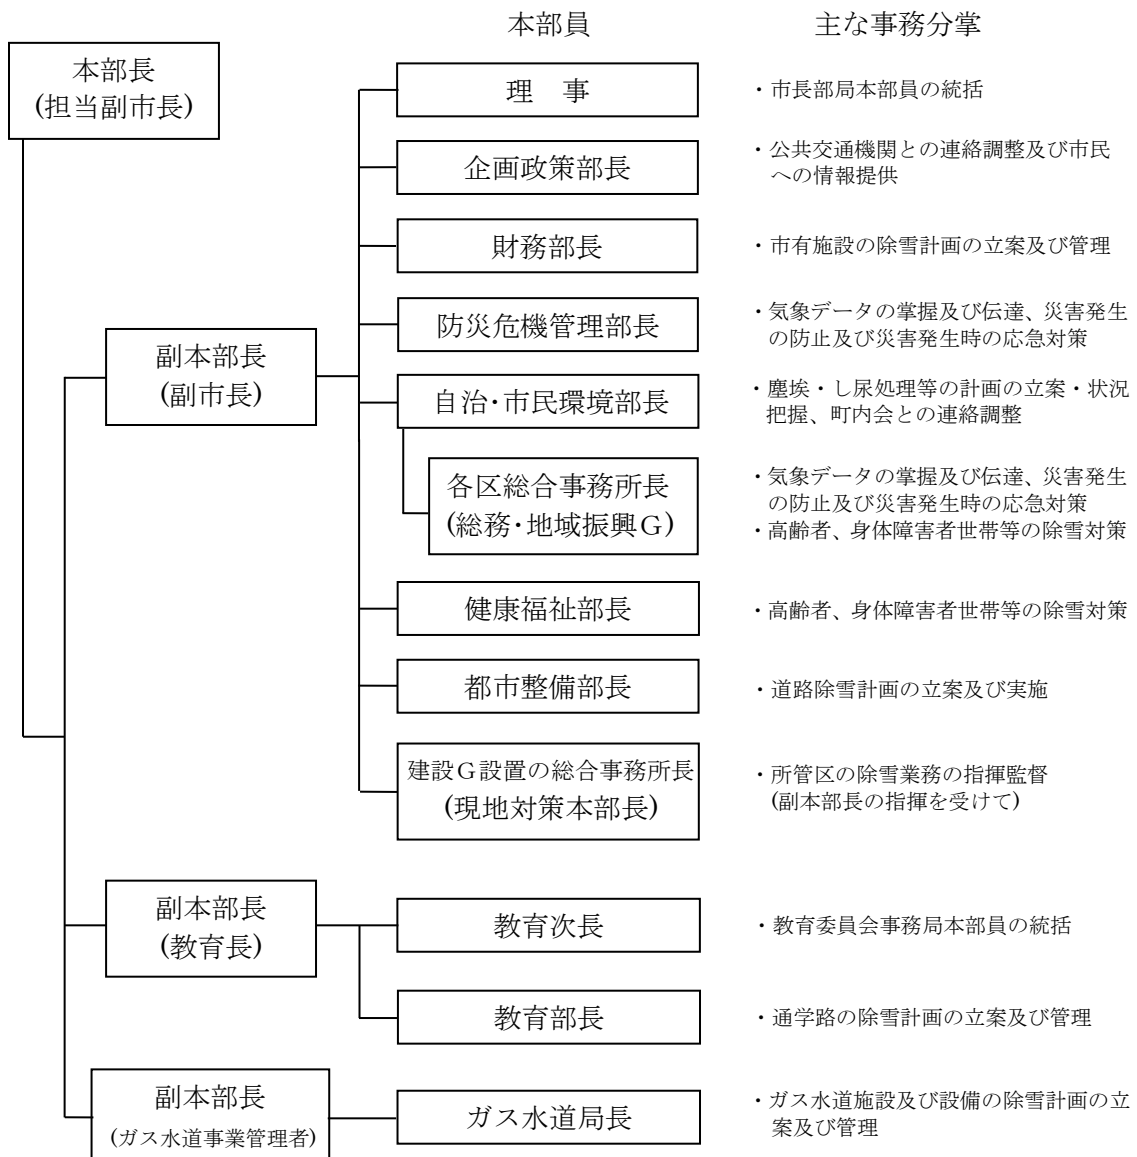 本部員
主な事務分掌
本部長
(担当副市長)
理　事
・市長部局本部員の統括
企画政策部長
・公共交通機関との連絡調整及び市民
への情報提供
財務部長
・市有施設の除雪計画の立案及び管理
副本部長
(副市長)
防災危機管理部長
・気象データの掌握及び伝達、災害発生
の防止及び災害発生時の応急対策
自治・市民環境部長
・塵埃・し尿処理等の計画の立案・状況
把握、町内会との連絡調整
各区総合事務所長
(総務・地域振興Ｇ)
・気象データの掌握及び伝達、災害発生
の防止及び災害発生時の応急対策
・高齢者、身体障害者世帯等の除雪対策
健康福祉部長
・高齢者、身体障害者世帯等の除雪対策
都市整備部長
・道路除雪計画の立案及び実施
建設Ｇ設置の総合事務所長
(現地対策本部長)
・所管区の除雪業務の指揮監督
(副本部長の指揮を受けて)
副本部長
(教育長)
教育次長
・教育委員会事務局本部員の統括
教育部長
・通学路の除雪計画の立案及び管理
副本部長
(ガス水道事業管理者)
ガス水道局長
・ガス水道施設及び設備の除雪計画の立
案及び管理